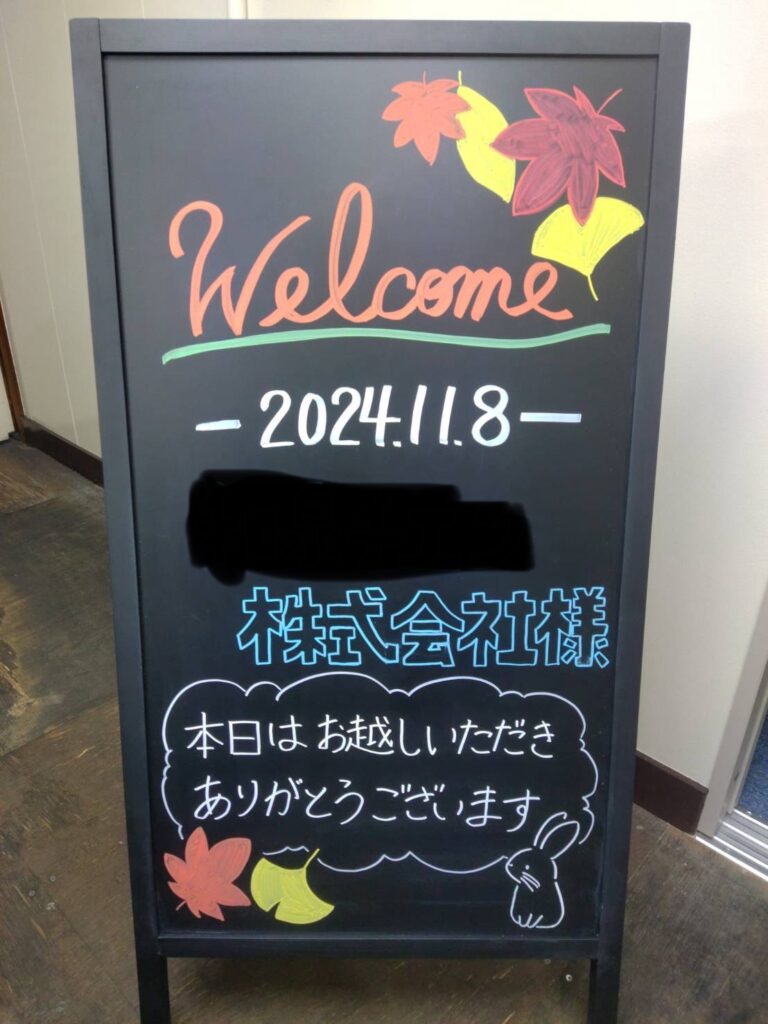 Welcome
- 2024.11.8 -
株式会社様
本日は お越しいただき
ありがとうございます